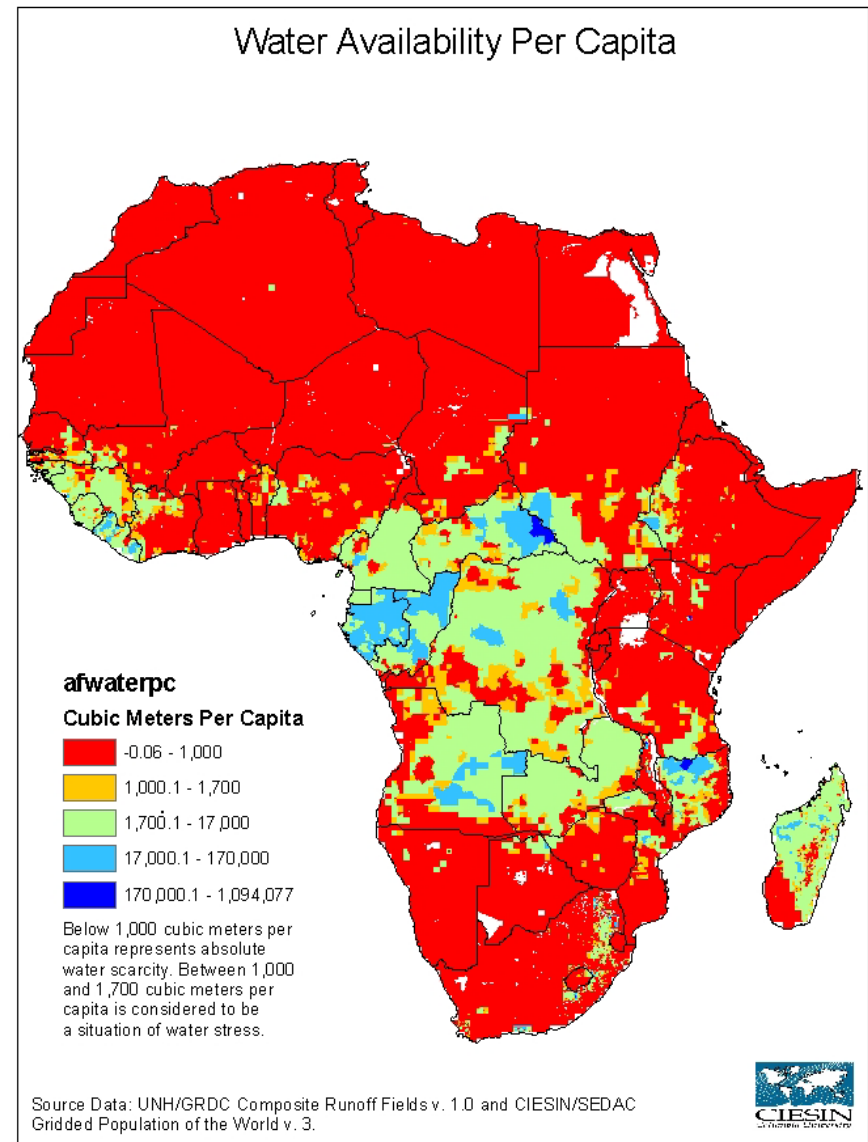 Water Availability Per Capita
afwaterpc
Cubic Meters Per Capita
-0.06 - 1,000
1,000.1 - 1,700
1,700.1 - 17,000
17,000.1 - 170,000
170,000.1 - 1,094,077
Below 1,000 cubic meters per
capita represents absolute
water scarcity. Between 1,000
and 1,700 cubic meters per
capita is considered to be
a situation of water stress.
Source Data: UNH/GRDC Composite Runoff Fields v. 1.0 and CIESIN/SEDAC
Gridded Population of the World v. 3.
CIESIN
Columbia University